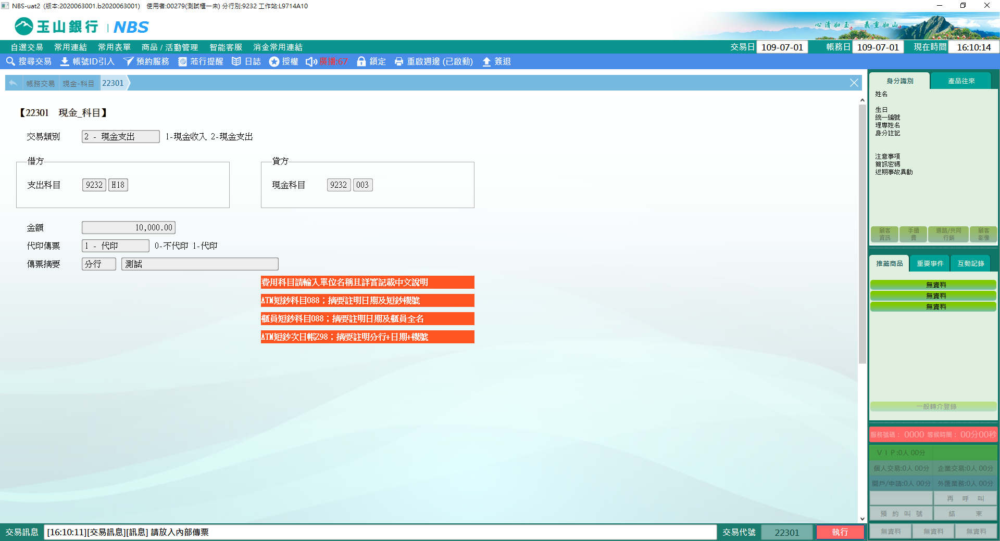 NBS-uat2 (版本:2020063001.b2020063001) 使用者:00279(測試櫃一未) 分行別:9232 工作站:L9714A10
玉山銀行 | NBS
心清如玉。 義重如山。
自選交易 常用連結 常用表單 商品 / 活動管理 智能客服 消金常用連結 交易日 109-07-01 帳務日 109-07-01 現在時間 16:10:14
搜尋交易 帳號ID引入 預約服務 蒞行提醒 日誌 授權 廣播:67 鎖定 重啟週邊 (已啟動) 簽退
帳務交易 現金-科目 22301
【22301 現金_科目】
交易類別 2 - 現金支出 1-現金收入 2-現金支出
借方
支出科目 9232 H18
貸方
現金科目 9232 003
金額 10,000.00
代印傳票 1 - 代印 0-不代印 1-代印
傳票摘要 分行 測試
費用科目請輸入單位名稱且詳實記載中文說明
ATM短鈔科目088；摘要註明日期及短鈔機號
櫃員短鈔科目088；摘要註明日期及櫃員全名
ATM短鈔次日帳Z98；摘要註明分行+日期+機號
身分識別 產品往來
姓名
生日
統一編號
理專姓名
身分註記
注意事項
簡訊密碼
近期事故異動
顧客資訊 手續費 通路/共同行銷 顧客影像
推薦商品 重要事件 互動記錄
無資料
無資料
無資料
一般轉介登錄
服務號碼： 0000 等候時間： 00分00秒
ＶＩＰ:0人 00分
個人交易:0人 00分 企業交易:0人 00分
開戶/申請:0人 00分 外匯業務:0人 00分
再 呼 叫
預 約 叫 號 結 束
無資料 無資料 無資料
交易訊息 [16:10:11][交易訊息][訊息] 請放入內部傳票 交易代號 22301 執行